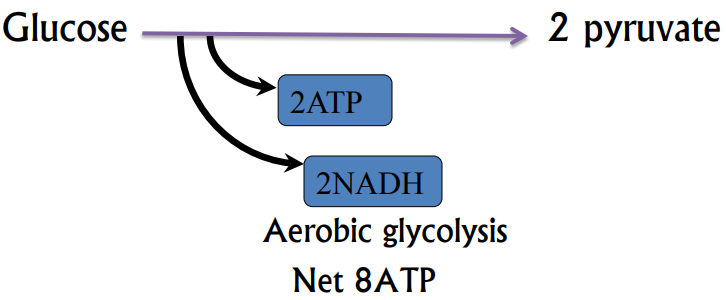 Glucose 2 pyruvate
2ATP
2NADH
Aerobic glycolysis
Net 8ATP